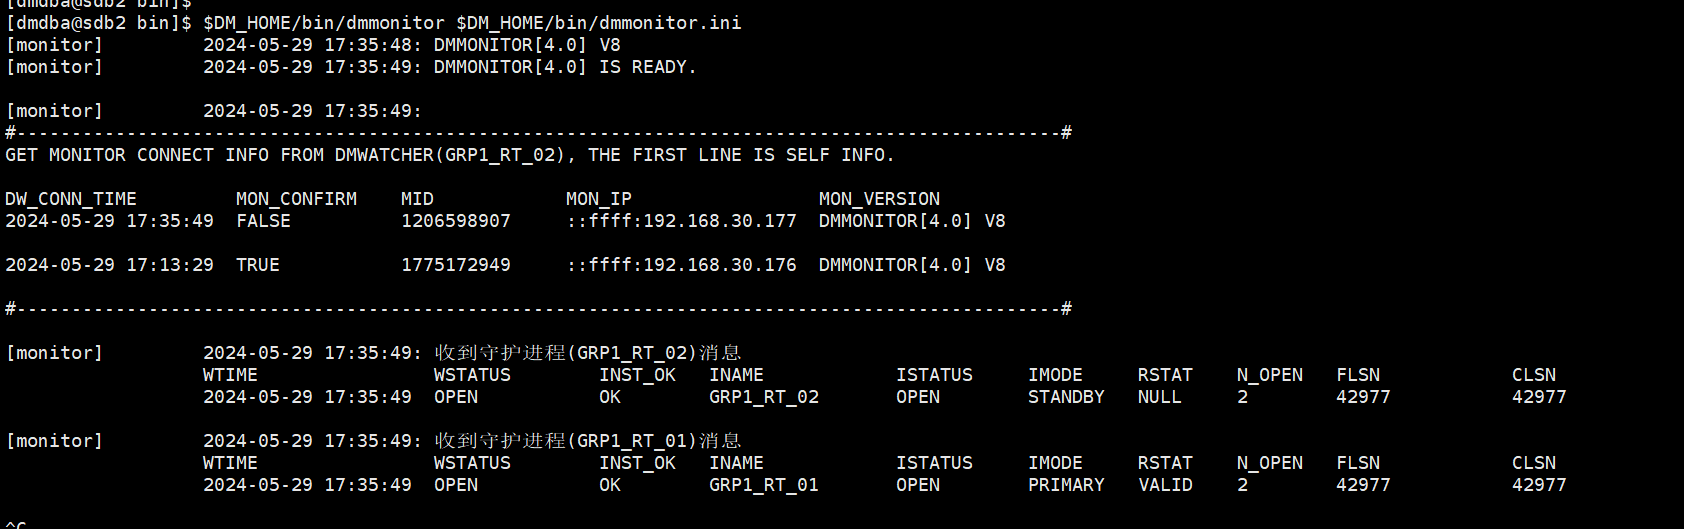 [dmdba@sdb2 bin]$
[dmdba@sdb2 bin]$ $DM_HOME/bin/dmmonitor $DM_HOME/bin/dmmonitor.ini
[monitor]         2024-05-29 17:35:48: DMMONITOR[4.0] V8
[monitor]         2024-05-29 17:35:49: DMMONITOR[4.0] IS READY.
[monitor]         2024-05-29 17:35:49:
#-----------------------------------------------------------------------------------------------#
GET MONITOR CONNECT INFO FROM DMWATCHER(GRP1_RT_02), THE FIRST LINE IS SELF INFO.
DW_CONN_TIME         MON_CONFIRM    MID            MON_IP                 MON_VERSION
2024-05-29 17:35:49  FALSE          1206598907     ::ffff:192.168.30.177  DMMONITOR[4.0] V8
2024-05-29 17:13:29  TRUE           1775172949     ::ffff:192.168.30.176  DMMONITOR[4.0] V8
#-----------------------------------------------------------------------------------------------#
[monitor]         2024-05-29 17:35:49: 收到守护进程(GRP1_RT_02)消息
                  WTIME                WSTATUS        INST_OK   INAME            ISTATUS     IMODE     RSTAT    N_OPEN   FLSN            CLSN
                  2024-05-29 17:35:49  OPEN           OK        GRP1_RT_02       OPEN        STANDBY   NULL     2        42977           42977
[monitor]         2024-05-29 17:35:49: 收到守护进程(GRP1_RT_01)消息
                  WTIME                WSTATUS        INST_OK   INAME            ISTATUS     IMODE     RSTAT    N_OPEN   FLSN            CLSN
                  2024-05-29 17:35:49  OPEN           OK        GRP1_RT_01       OPEN        PRIMARY   VALID    2        42977           42977
^C